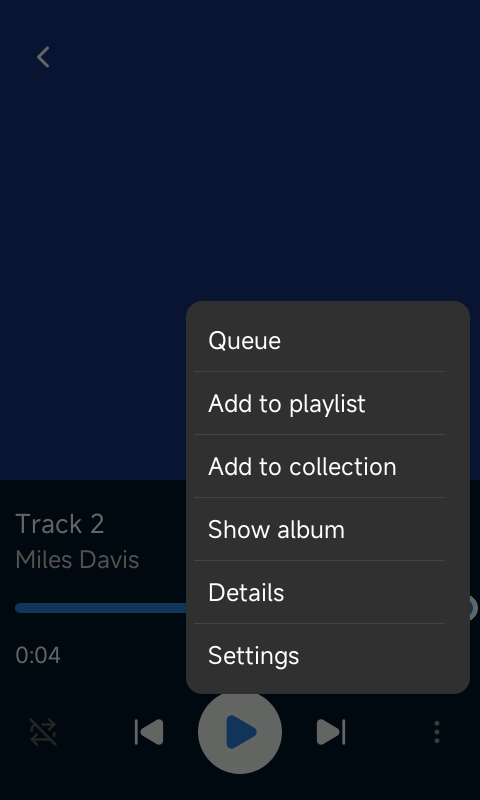 Queue
Add to playlist
Add to collection
Show album
Details
Settings
Track 2
Miles Davis
0:04